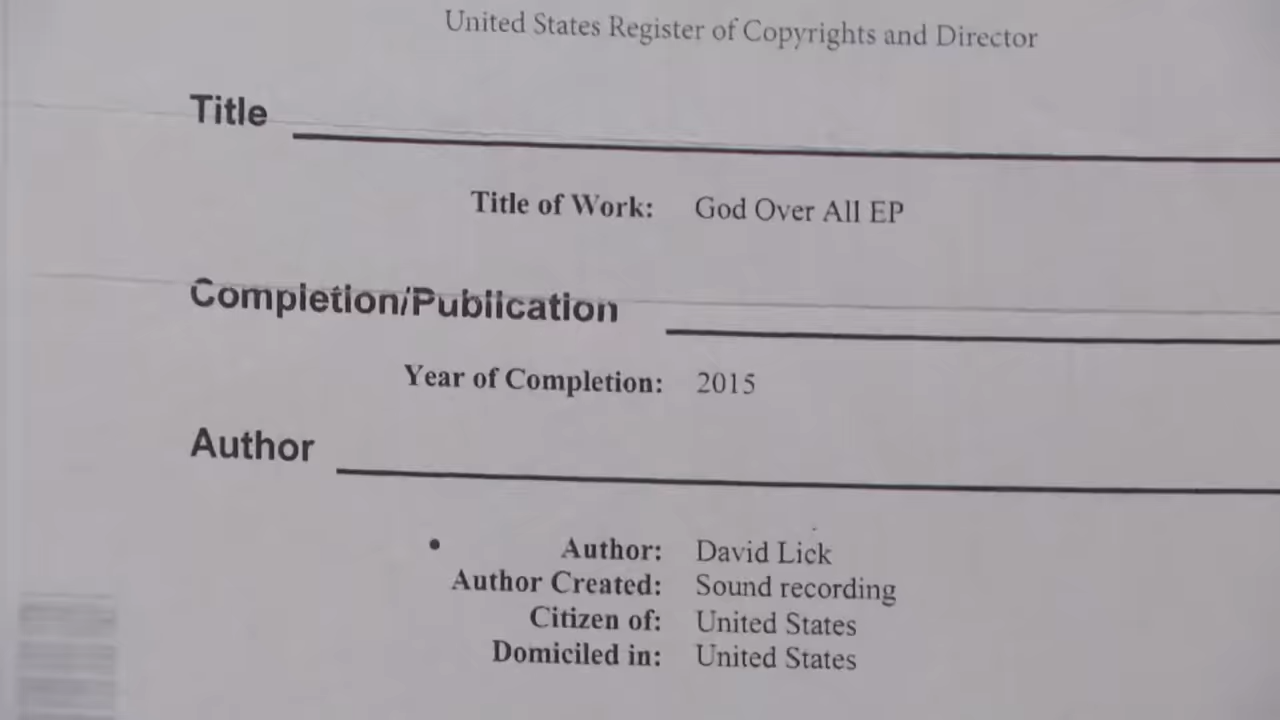 United States Register of Copyrights and Director
Title
Title of Work: God Over All EP
Completion/Publication
Year of Completion: 2015
Author
• Author: David Lick
Author Created: Sound recording
Citizen of: United States
Domiciled in: United States